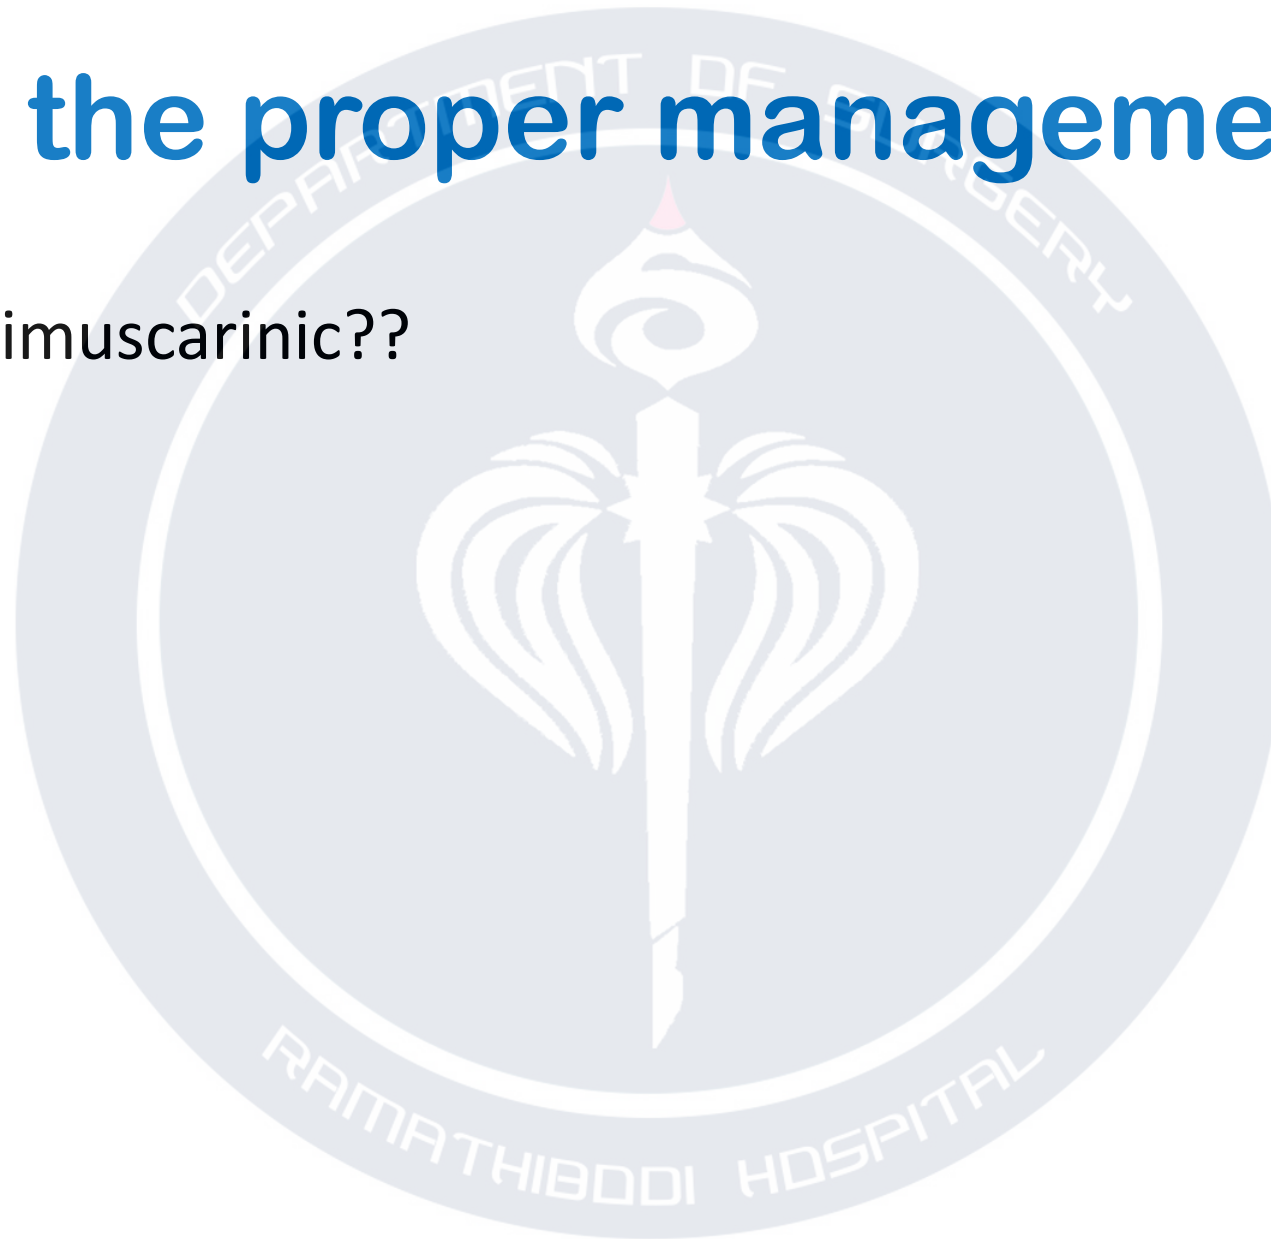 DEPARTMENT OF SURGERY
the proper manageme
imuscarinic??
RAMATHIBODI HOSPITAL